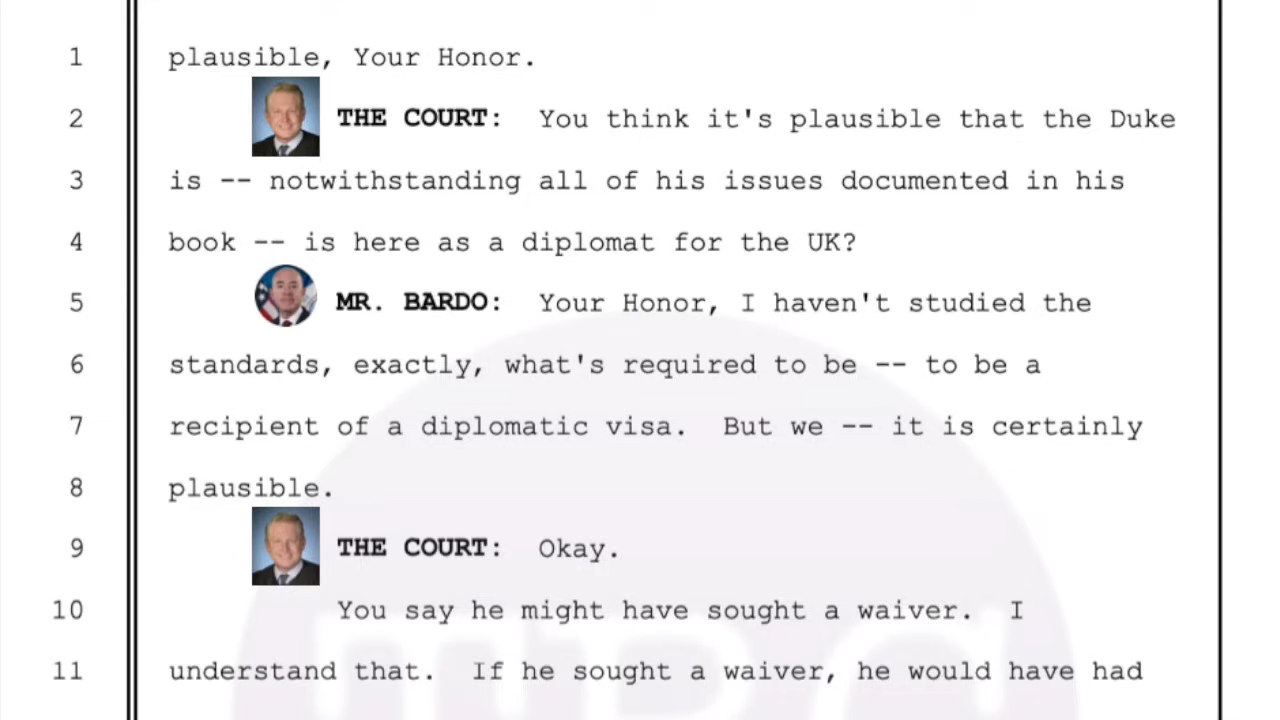 1 plausible, Your Honor.
2 THE COURT: You think it's plausible that the Duke
3 is -- notwithstanding all of his issues documented in his
4 book -- is here as a diplomat for the UK?
5 MR. BARDO: Your Honor, I haven't studied the
6 standards, exactly, what's required to be -- to be a
7 recipient of a diplomatic visa. But we -- it is certainly
8 plausible.
9 THE COURT: Okay.
10 You say he might have sought a waiver. I
11 understand that. If he sought a waiver, he would have had